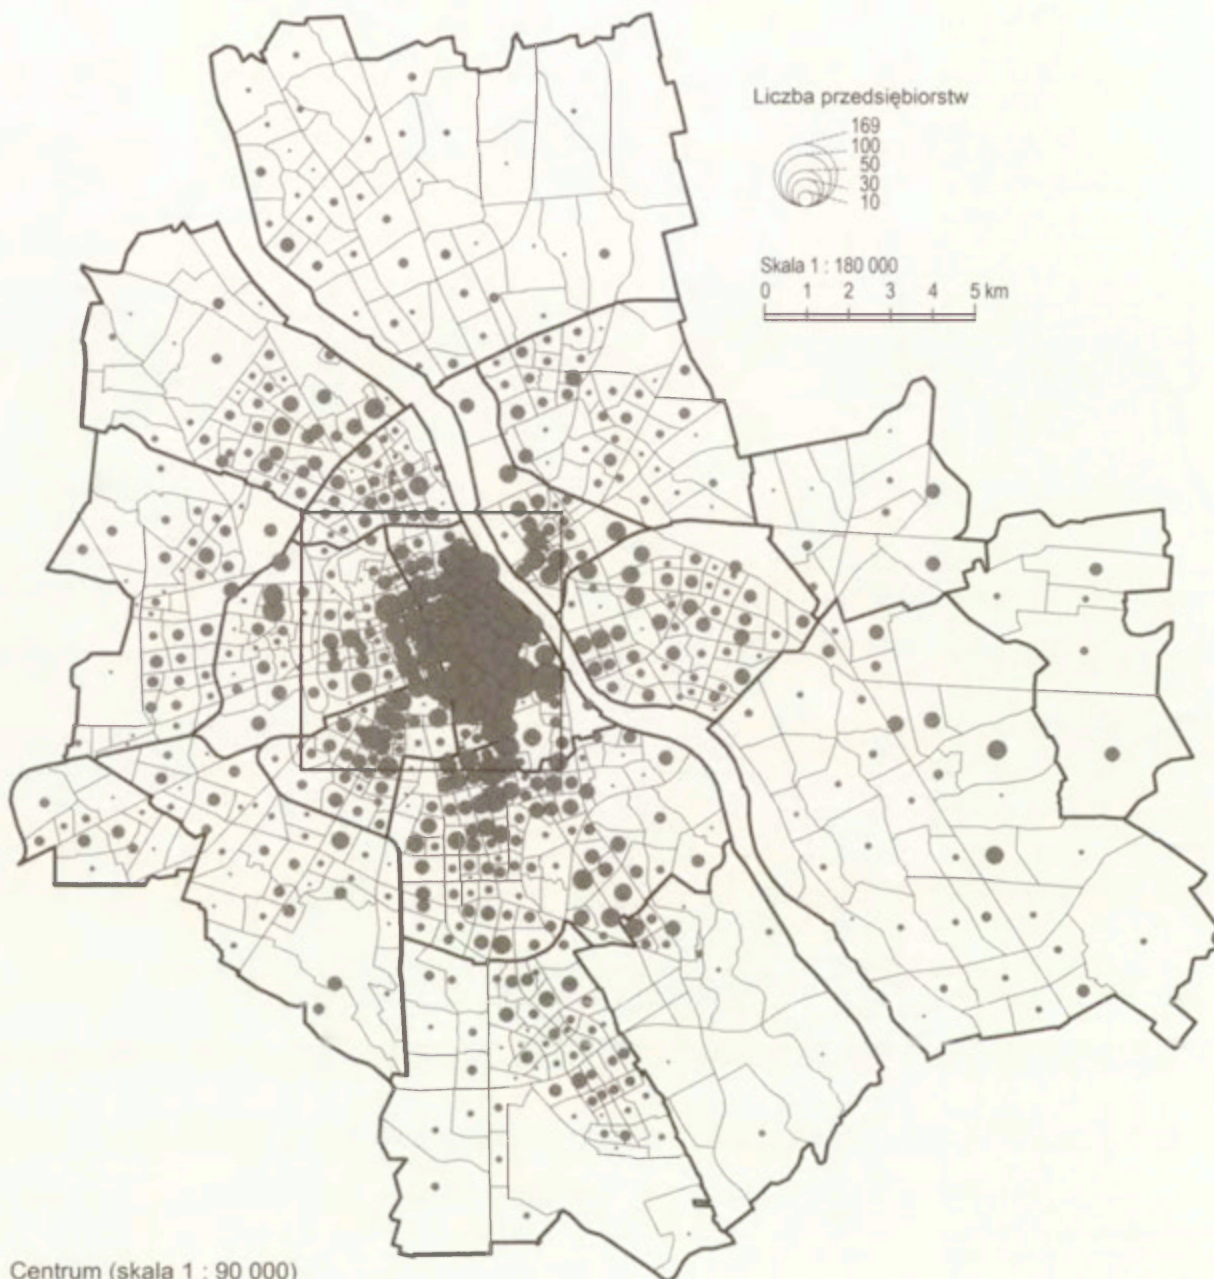 Liczba przedsiębiorstw
169
100
50
30
10
Skala 1 : 180 000
0 1 2 3 4 5 km
Centrum (skala 1 : 90 000)